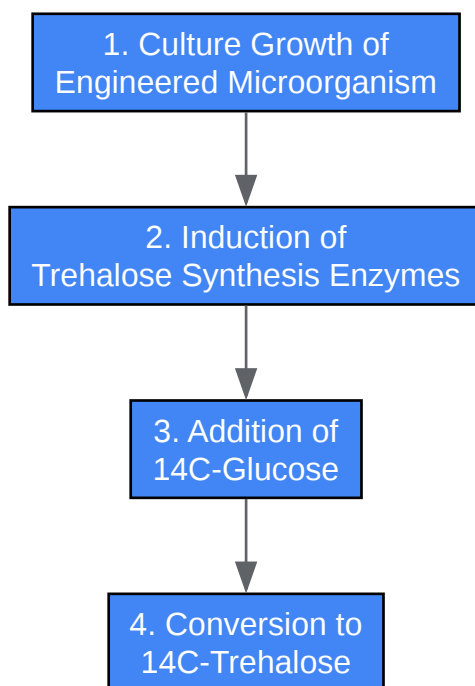 1. Culture Growth of
Engineered Microorganism
2. Induction of
Trehalose Synthesis Enzymes
3. Addition of
14C-Glucose
4. Conversion to
14C-Trehalose